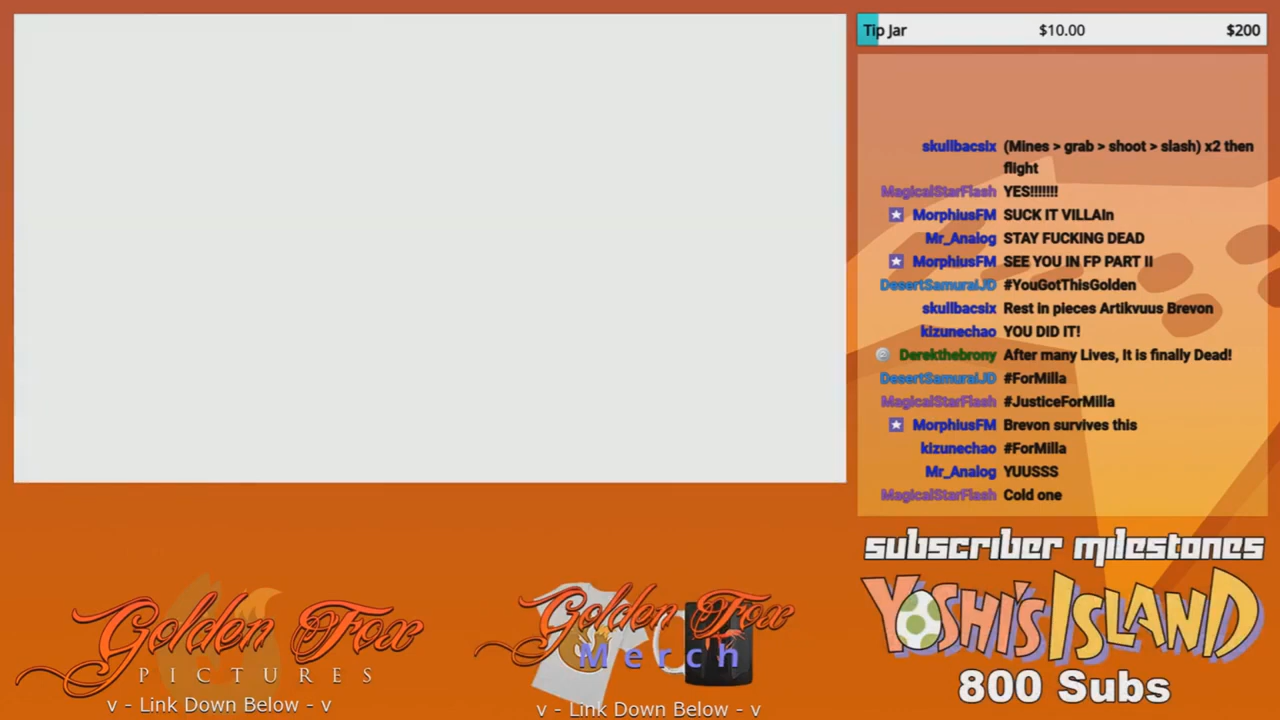 Tip Jar $10.00 $200
skullbacsix (Mines > grab > shoot > slash) x2 then
flight
MagicalStarFlash YES!!!!!!!
MorphiusFM SUCK IT VILLAIn
Mr_Analog STAY FUCKING DEAD
MorphiusFM SEE YOU IN FP PART II
DesertSamuraiJD #YouGotThisGolden
skullbacsix Rest in pieces Artikvuus Brevon
kizunechao YOU DID IT!
Derekthebrony After many Lives, It is finally Dead!
DesertSamuraiJD #ForMilla
MagicalStarFlash #JusticeForMilla
MorphiusFM Brevon survives this
kizunechao #ForMilla
Mr_Analog YUUSSS
MagicalStarFlash Cold one
subscriber milestones
YOSHI'S ISLAND
800 Subs
Golden Fox
PICTURES
v - Link Down Below - v
Golden Fox
Merch
v - Link Down Below - v